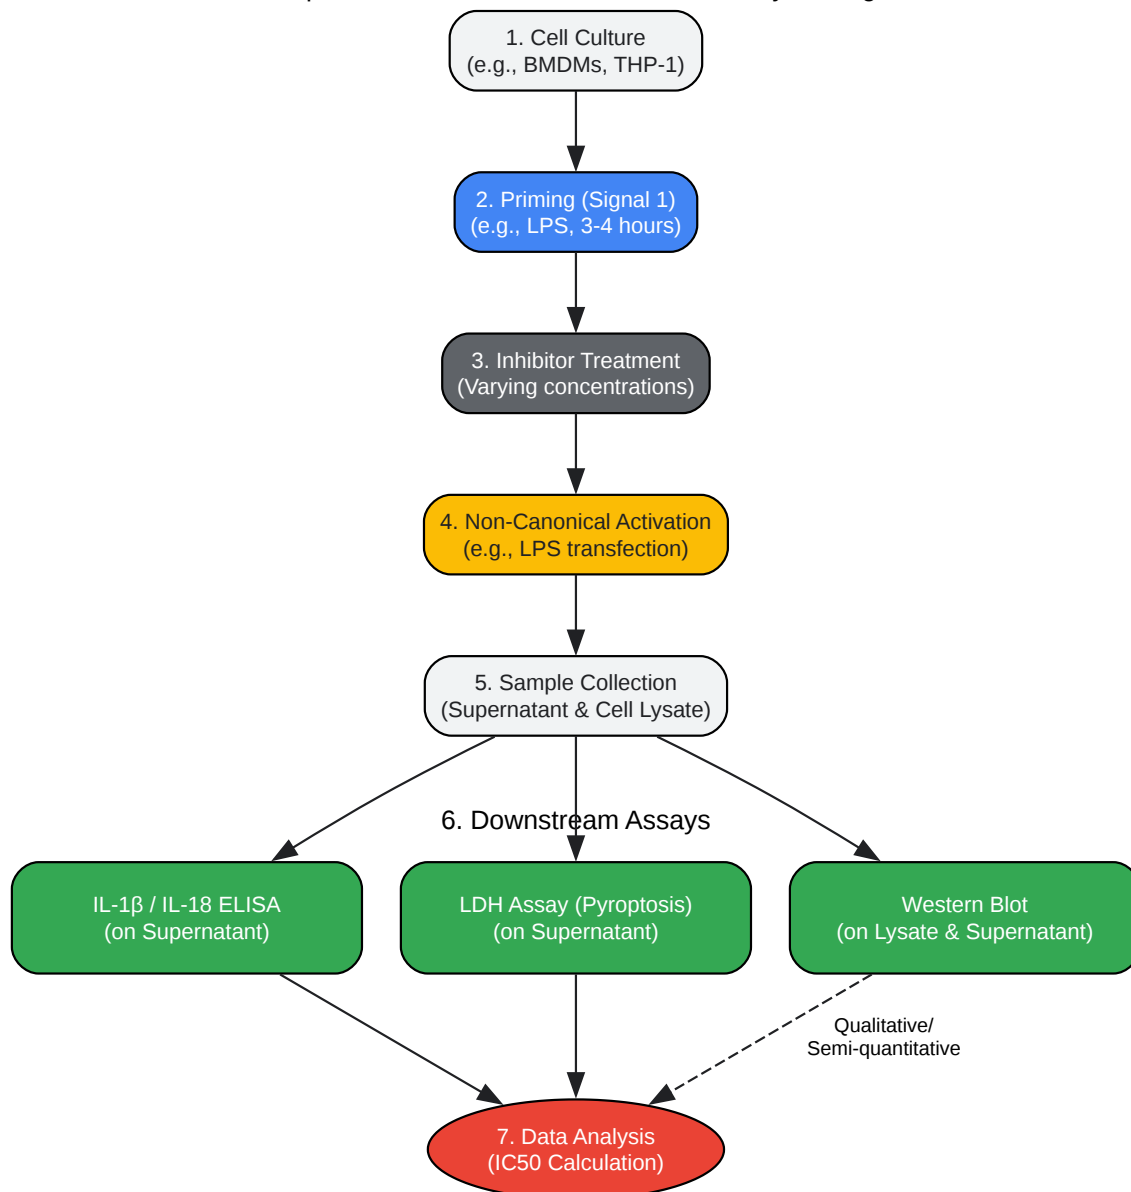 1. Cell Culture
(e.g., BMDMs, THP-1)
2. Priming (Signal 1)
(e.g., LPS, 3-4 hours)
3. Inhibitor Treatment
(Varying concentrations)
4. Non-Canonical Activation
(e.g., LPS transfection)
5. Sample Collection
(Supernatant & Cell Lysate)
6. Downstream Assays
IL-1β / IL-18 ELISA
(on Supernatant)
LDH Assay (Pyroptosis)
(on Supernatant)
Western Blot
(on Lysate & Supernatant)
Qualitative/
Semi-quantitative
7. Data Analysis
(IC50 Calculation)